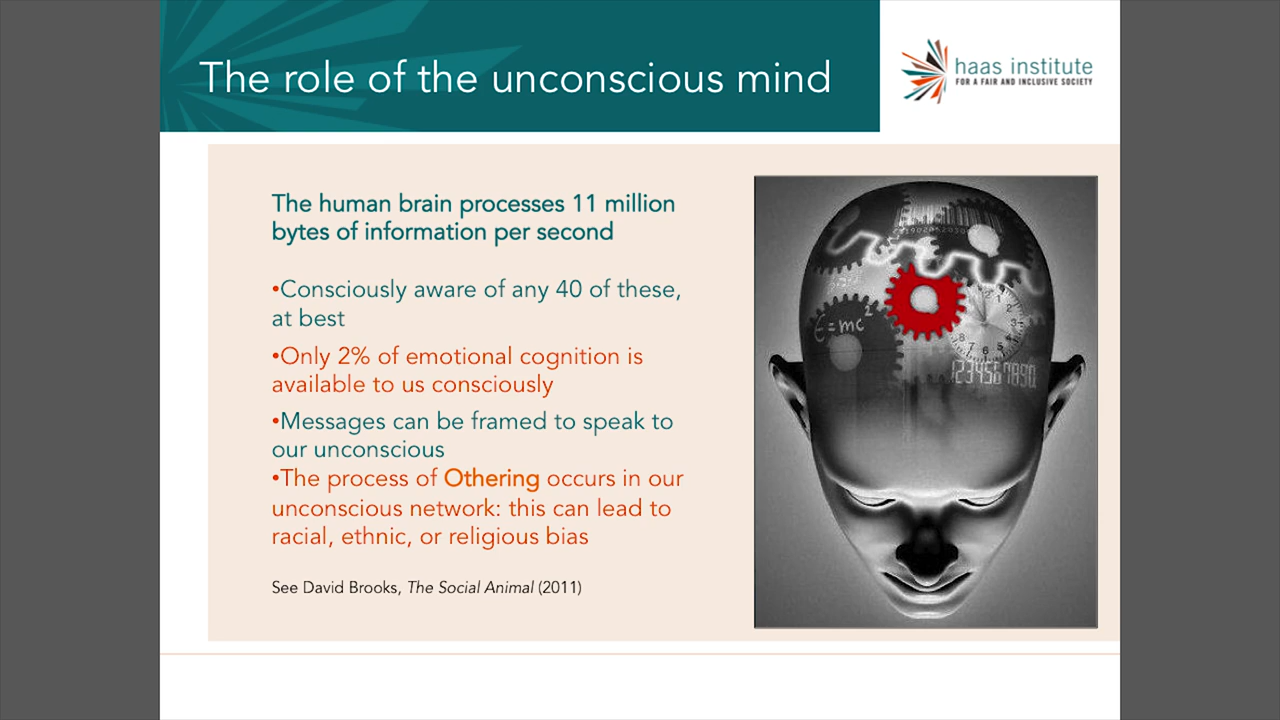 The role of the unconscious mind
haas institute
FOR A FAIR AND INCLUSIVE SOCIETY
The human brain processes 11 million
bytes of information per second
•Consciously aware of any 40 of these,
at best
•Only 2% of emotional cognition is
available to us consciously
•Messages can be framed to speak to
our unconscious
•The process of Othering occurs in our
unconscious network: this can lead to
racial, ethnic, or religious bias
See David Brooks, The Social Animal (2011)
E=mc²
1234567890